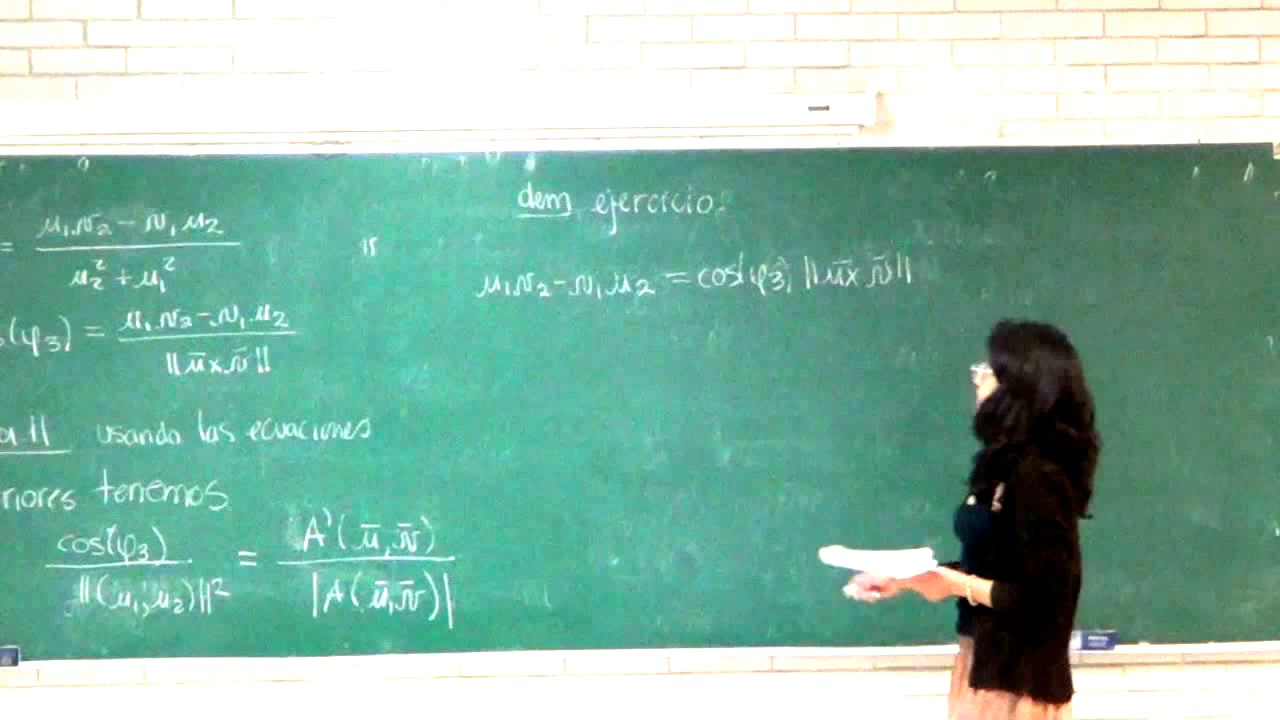 = u₁v₂ - v₁u₂ / u₂² + u₁²
(φ₃) = u₁v₂ - v₁u₂ / ||ū x v̄||
usando las ecuaciones
riores tenemos
cos(φ₃) / ||(u₁,u₂)||² = A'(ū,v̄) / |A(ū,v̄)|
dem ejercicio.
u₁v₂ - v₁u₂ = cos(φ₃) ||ū x v̄||